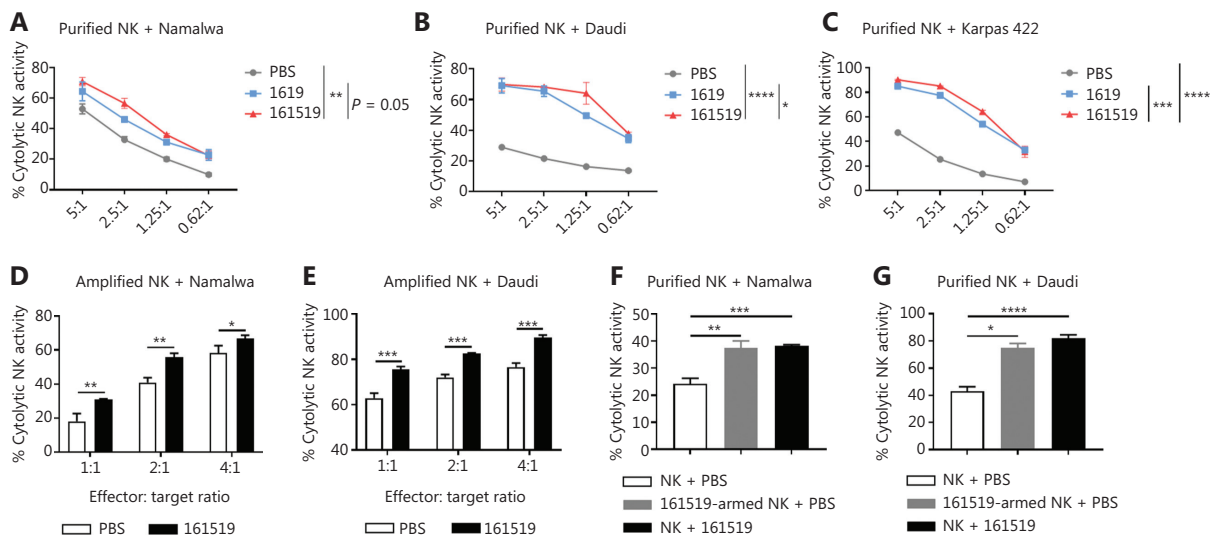 A
Purified NK + Namalwa
% Cytolytic NK activity
80
60
40
20
0
5:1
2.5:1
1.25:1
0.62:1
PBS
1619
161519
**
P = 0.05
B
Purified NK + Daudi
% Cytolytic NK activity
80
60
40
20
0
5:1
2.5:1
1.25:1
0.62:1
PBS
1619
161519
****
*
C
Purified NK + Karpas 422
% Cytolytic NK activity
100
80
60
40
20
0
5:1
2.5:1
1.25:1
0.62:1
PBS
1619
161519
***
****
D
Amplified NK + Namalwa
% Cytolytic NK activity
80
60
40
20
0
**
**
*
1:1
2:1
4:1
Effector: target ratio
PBS
161519
E
Amplified NK + Daudi
% Cytolytic NK activity
100
80
60
40
***
***
***
1:1
2:1
4:1
Effector: target ratio
PBS
161519
F
Purified NK + Namalwa
% Cytolytic NK activity
50
40
30
20
10
0
***
**
NK + PBS
161519-armed NK + PBS
NK + 161519
G
Purified NK + Daudi
% Cytolytic NK activity
100
80
60
40
20
0
****
*
NK + PBS
161519-armed NK + PBS
NK + 161519